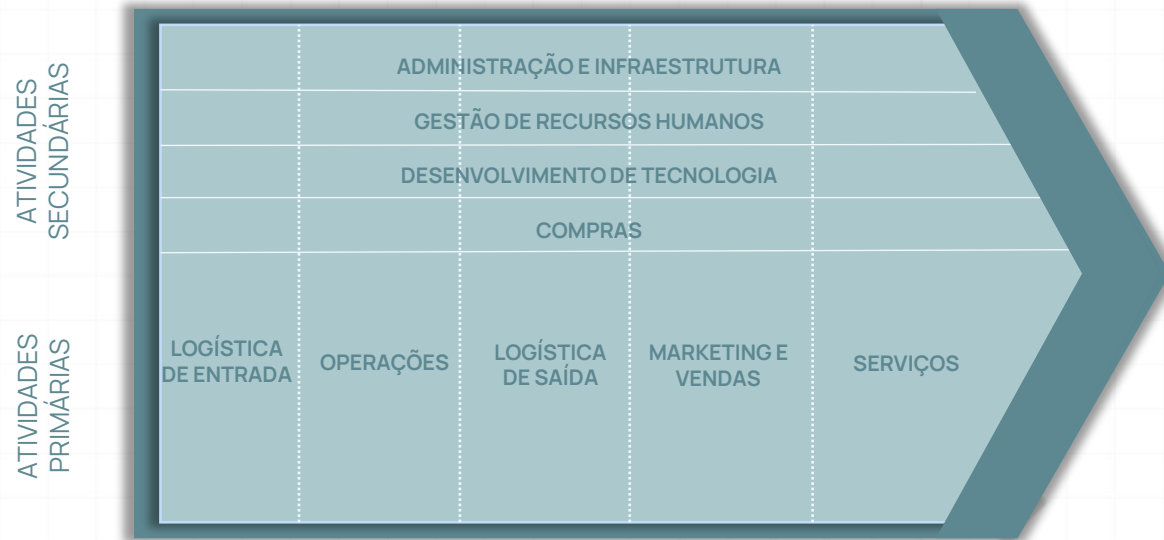 ATIVIDADES
SECUNDÁRIAS
ADMINISTRAÇÃO E INFRAESTRUTURA
GESTÃO DE RECURSOS HUMANOS
DESENVOLVIMENTO DE TECNOLOGIA
COMPRAS
ATIVIDADES
PRIMÁRIAS
LOGÍSTICA
DE ENTRADA
OPERAÇÕES
LOGÍSTICA
DE SAÍDA
MARKETING E
VENDAS
SERVIÇOS